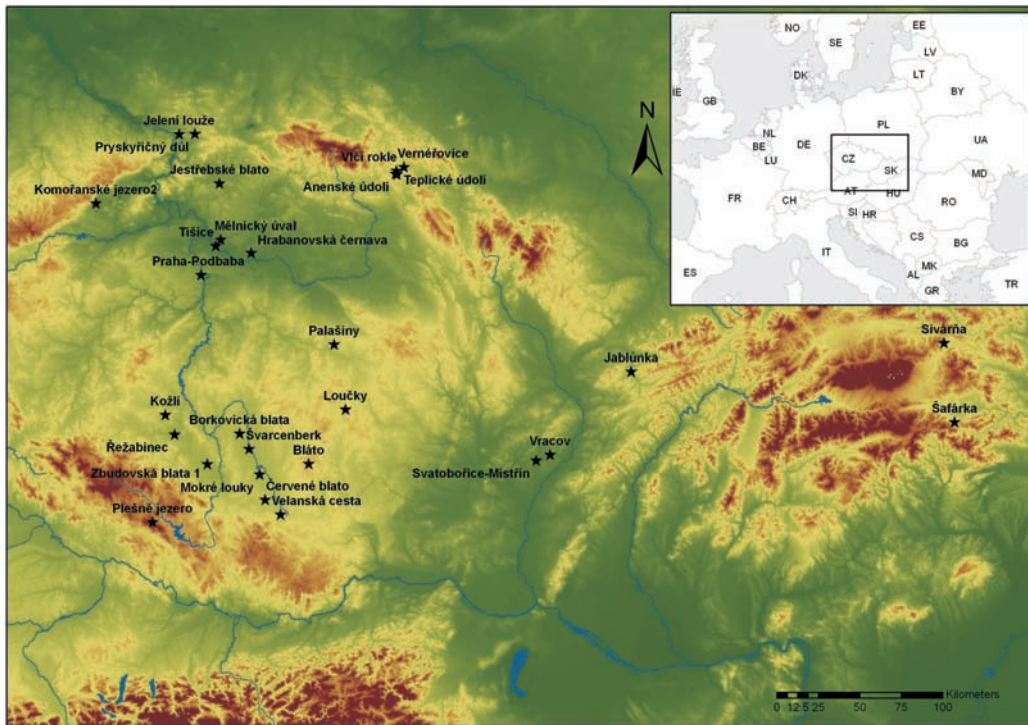 NO
SE
EE
LV
LT
DK
IE
GB
BY
NL
PL
BE
DE
LU
UA
CZ
SK
MD
FR
AT
HU
CH
RO
SI
HR
IT
CS
BG
ES
MK
AL
GR
TR
N
Jelení louže
Pryskyřičný důl
Vlčí rokle
Vernéřovice
Jestřebské blato
Anenské údolí
Teplické údolí
Komořanské jezero2
Mělnický úval
Tišice
Hrabanovská černava
Praha-Podbaba
Palašiny
Sivárňa
Jablůnka
Loučky
Kožlí
Borkovická blata
Šafárka
Švarcenberk
Řežabinec
Vracov
Blato
Svatobořice-Mistřín
Zbudovská blata 1
Mokré louky
Červené blato
Velanská cesta
Plešné jezero
Kilometers
0 12.5 25 50 75 100